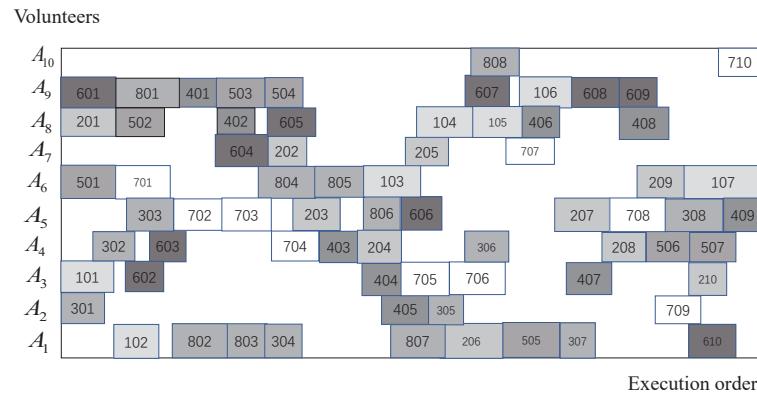 Volunteers
A10 808 710
A9 601 801 401 503 504 607 106 608 609
A8 201 502 402 605 104 105 406 408
A7 604 202 205 707
A6 501 701 804 805 103 209 107
A5 303 702 703 203 806 606 207 708 308 409
A4 302 603 704 403 204 306 208 506 507
A3 101 602 404 705 706 407 210
A2 301 405 305 709
A1 102 802 803 304 807 206 505 307 610
Execution order